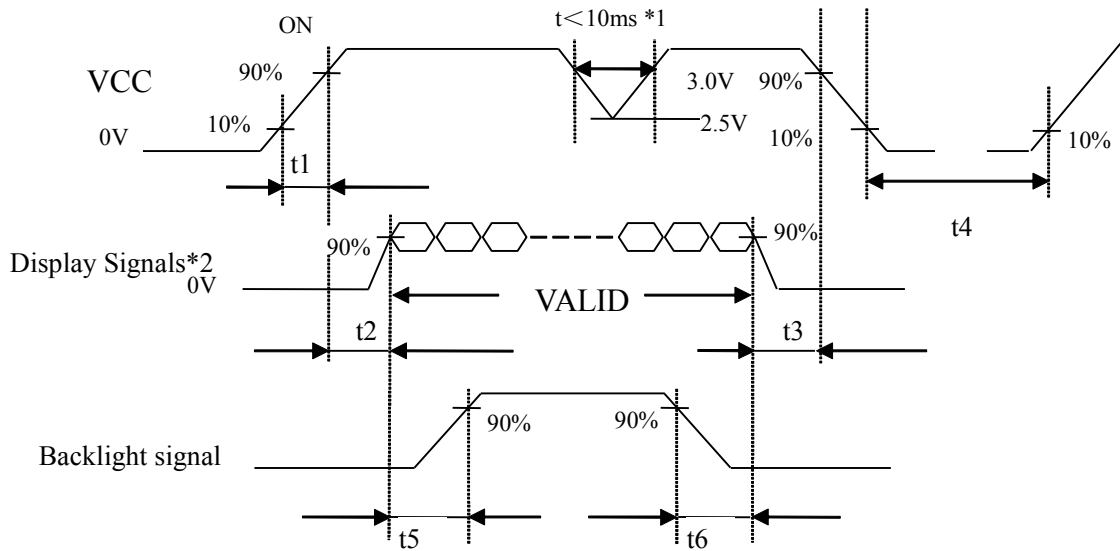 ON
t＜10ms *1
VCC
90%
3.0V
90%
0V
10%
2.5V
10%
10%
t1
t4
Display Signals*2
90%
90%
0V
VALID
t2
t3
90%
90%
Backlight signal
t5
t6